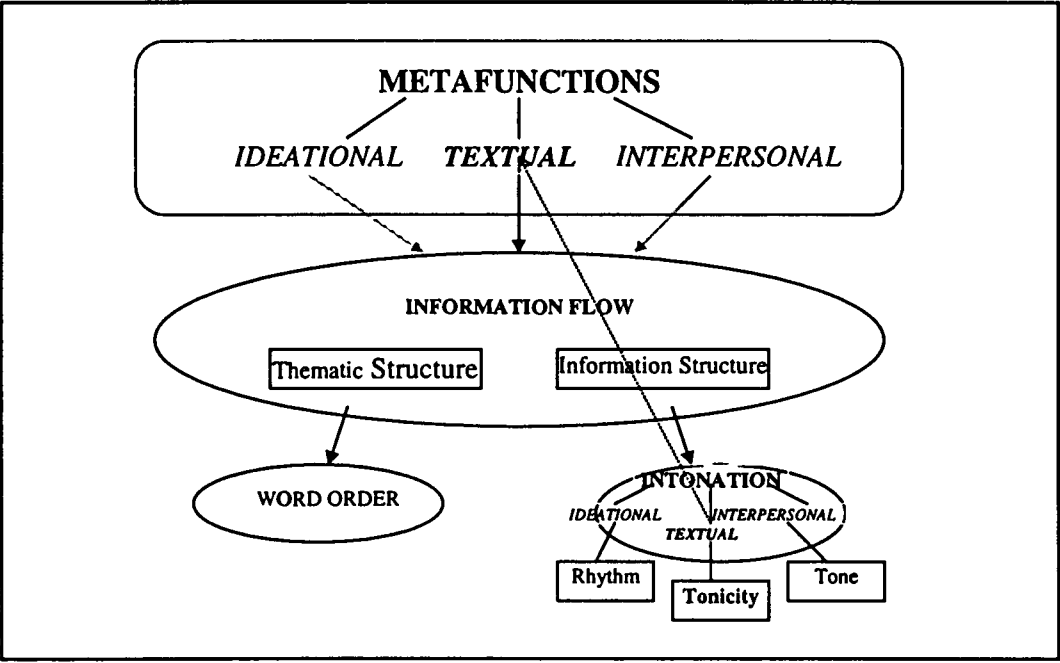 METAFUNCTIONS
IDEATIONAL TEXTUAL INTERPERSONAL
INFORMATION FLOW
Thematic Structure Information Structure
WORD ORDER
INTONATION
IDEATIONAL INTERPERSONAL
TEXTUAL
Rhythm Tone
Tonicity